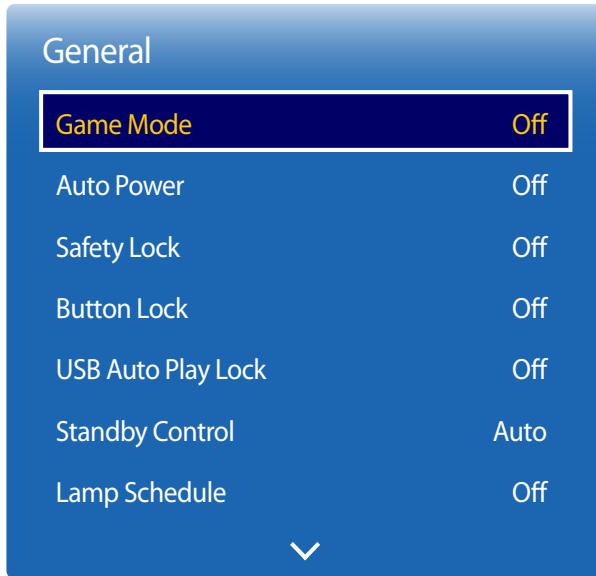 General
Game Mode Off
Auto Power Off
Safety Lock Off
Button Lock Off
USB Auto Play Lock Off
Standby Control Auto
Lamp Schedule Off